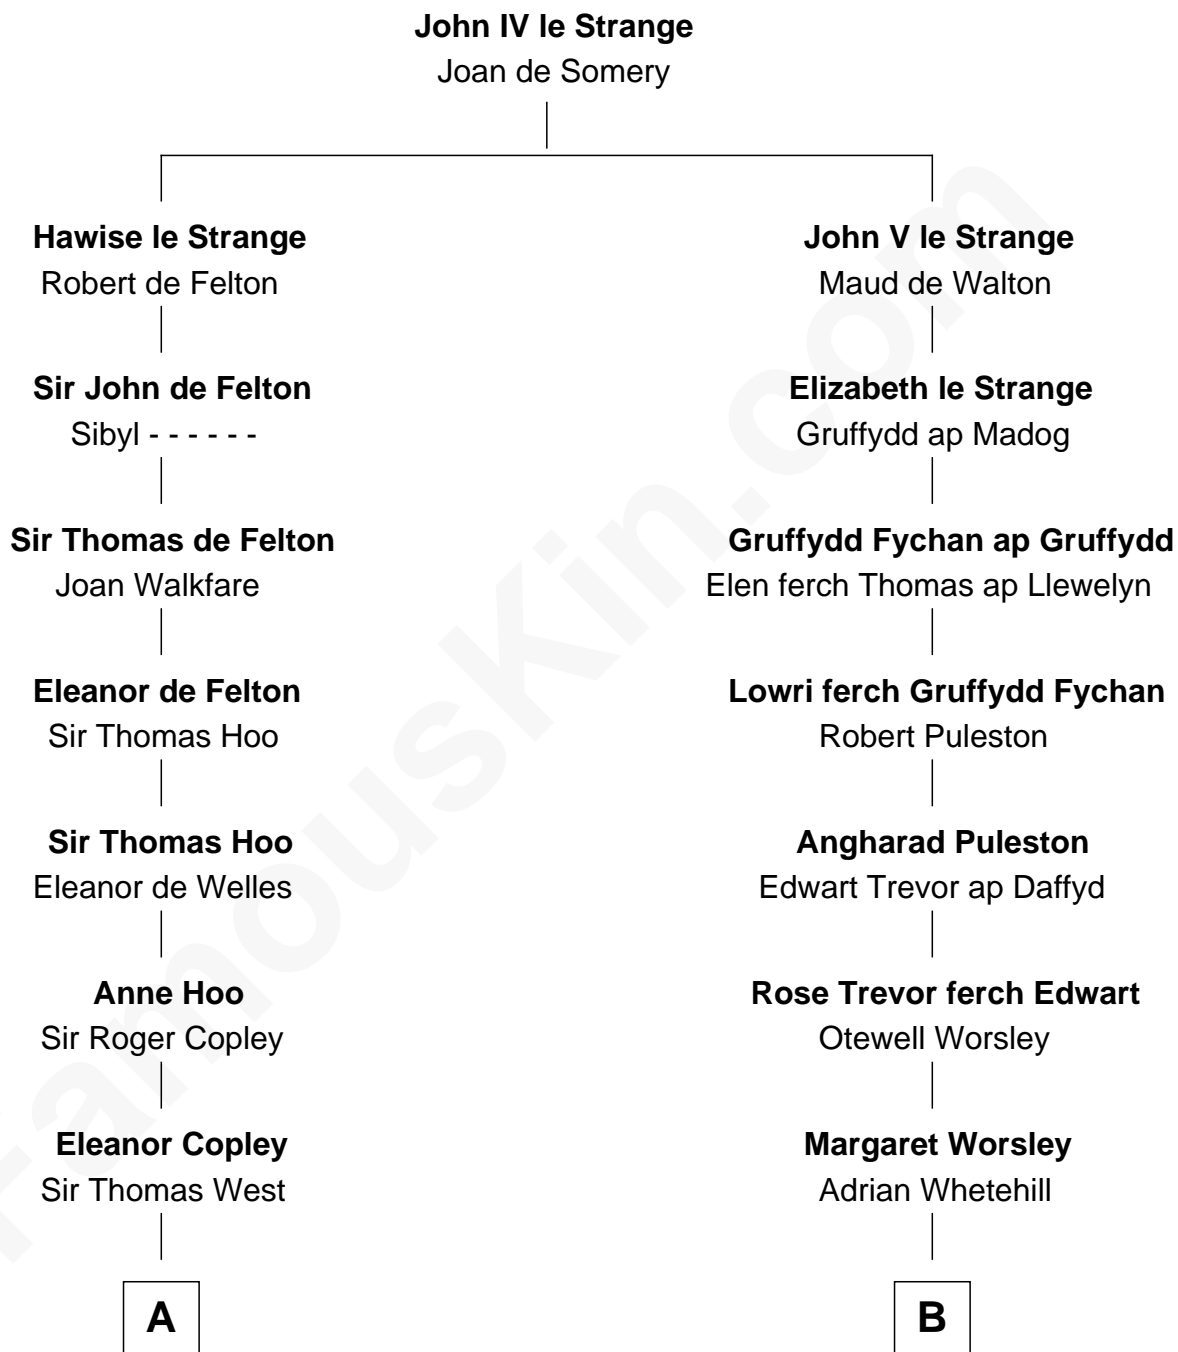 John IV le Strange
Joan de Somery
Hawise le Strange
Robert de Felton
Sir John de Felton
Sibyl - - - - - -
Sir Thomas de Felton
Joan Walkfare
Eleanor de Felton
Sir Thomas Hoo
Sir Thomas Hoo
Eleanor de Welles
Anne Hoo
Sir Roger Copley
Eleanor Copley
Sir Thomas West
A
John V le Strange
Maud de Walton
Elizabeth le Strange
Gruffydd ap Madog
Gruffydd Fychan ap Gruffydd
Elen ferch Thomas ap Llewelyn
Lowri ferch Gruffydd Fychan
Robert Puleston
Angharad Puleston
Edwart Trevor ap Daffyd
Rose Trevor ferch Edwart
Otewell Worsley
Margaret Worsley
Adrian Whetehill
B
FamousKin.com